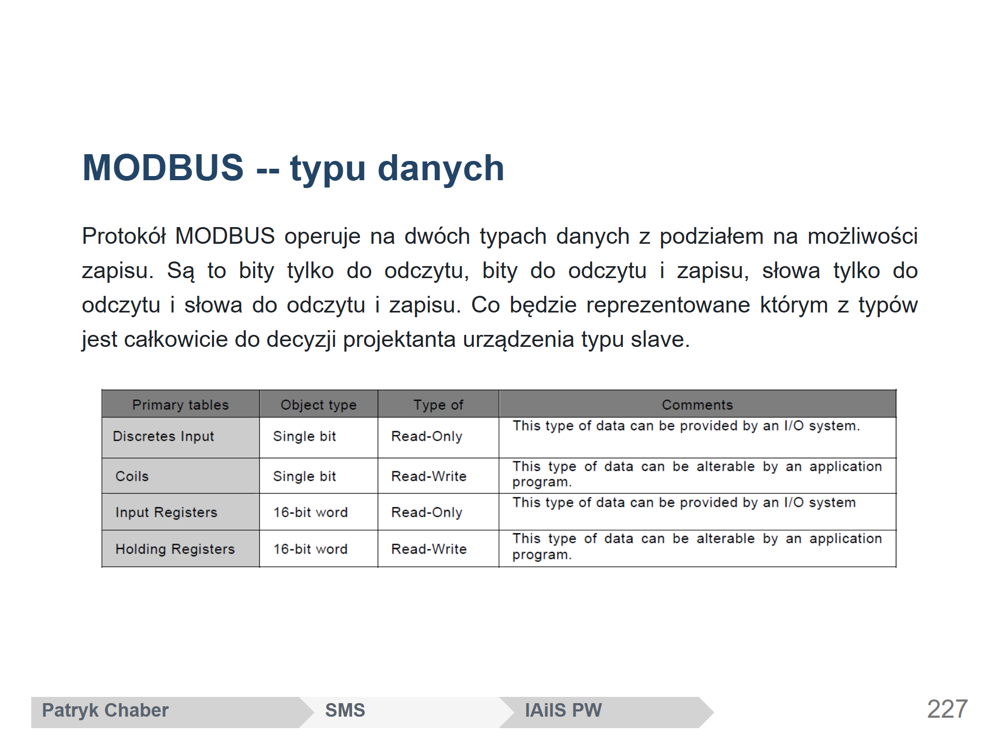 MODBUS -- typu danych
Protokół MODBUS operuje na dwóch typach danych z podziałem na możliwości
zapisu. Są to bity tylko do odczytu, bity do odczytu i zapisu, słowa tylko do
odczytu i słowa do odczytu i zapisu. Co będzie reprezentowane którym z typów
jest całkowicie do decyzji projektanta urządzenia typu slave.
Primary tables Object type Type of Comments
Discretes Input Single bit Read-Only This type of data can be provided by an I/O system.
Coils Single bit Read-Write This type of data can be alterable by an application
program.
Input Registers 16-bit word Read-Only This type of data can be provided by an I/O system
Holding Registers 16-bit word Read-Write This type of data can be alterable by an application
program.
Patryk Chaber SMS IAiIS PW 227